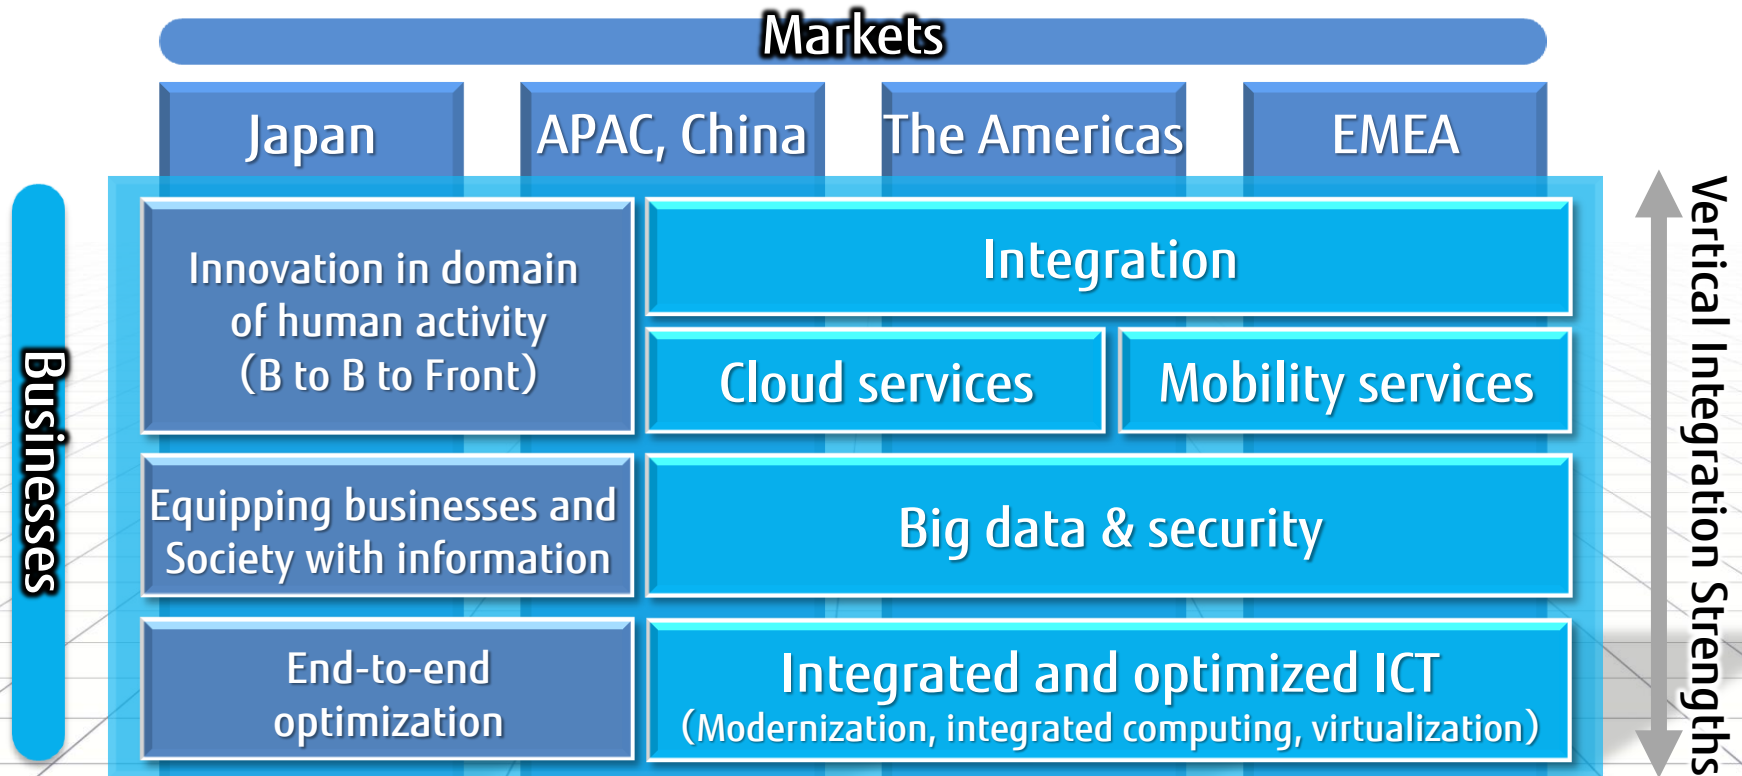 Markets
Japan
APAC, China
The Americas
EMEA
Businesses
Innovation in domain
of human activity
(B to B to Front)
Integration
Cloud services
Mobility services
Equipping businesses and
Society with information
Big data & security
End-to-end
optimization
Integrated and optimized ICT
(Modernization, integrated computing, virtualization)
Vertical Integration Strengths